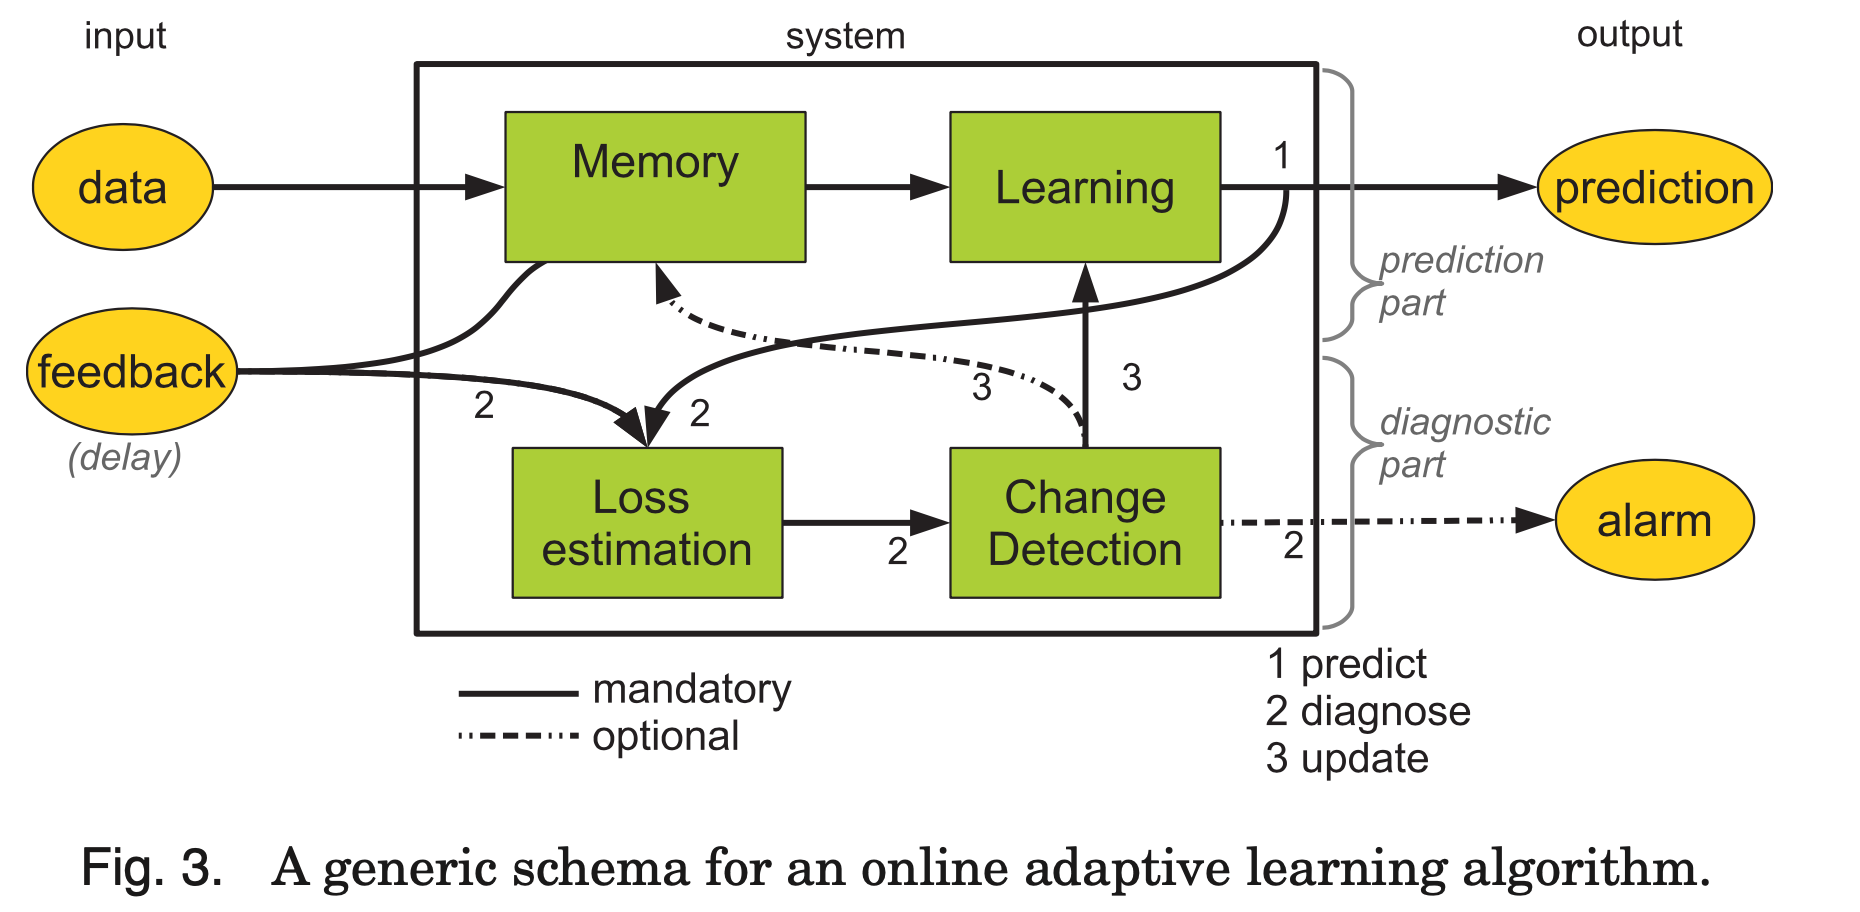 input
system
output
data
Memory
Learning
1
prediction
prediction
part
feedback
(delay)
2
2
3
3
diagnostic
part
Loss
estimation
2
Change
Detection
2
alarm
mandatory
optional
1 predict
2 diagnose
3 update
Fig. 3. A generic schema for an online adaptive learning algorithm.